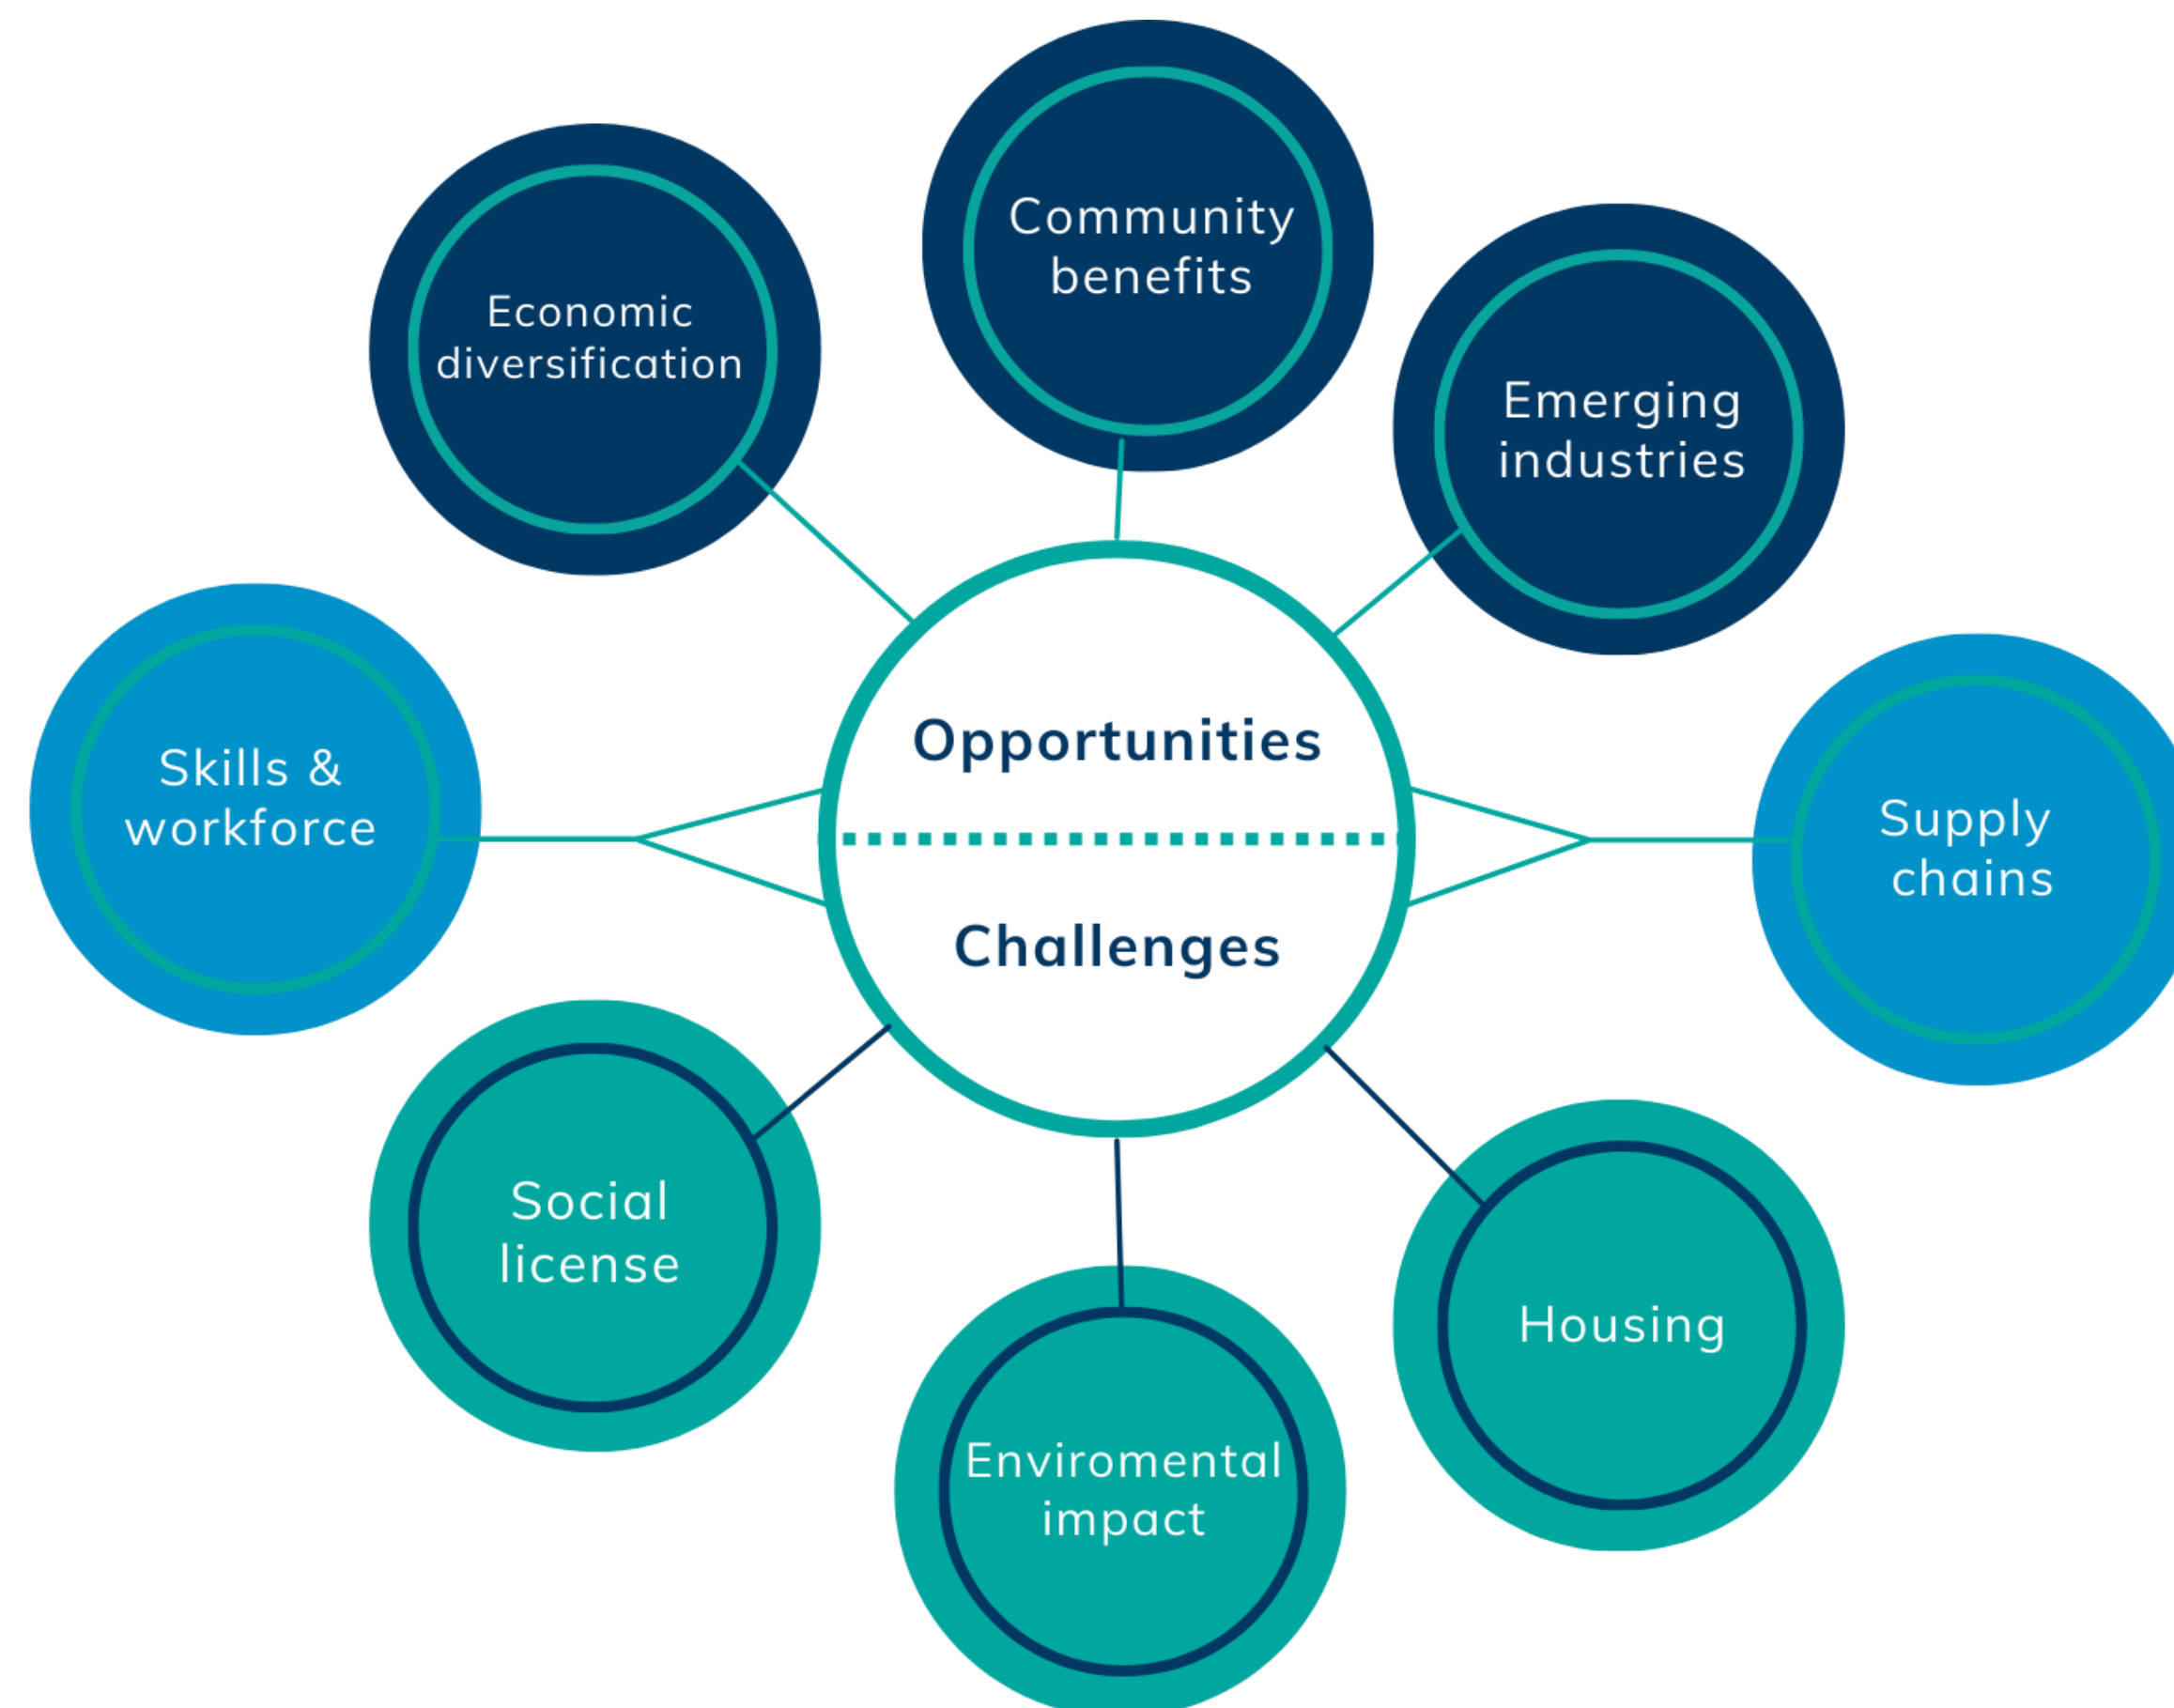 Community
benefits
Economic
diversification
Emerging
industries
Skills &
workforce
Opportunities
Challenges
Supply
chains
Social
license
Housing
Enviromental
impact